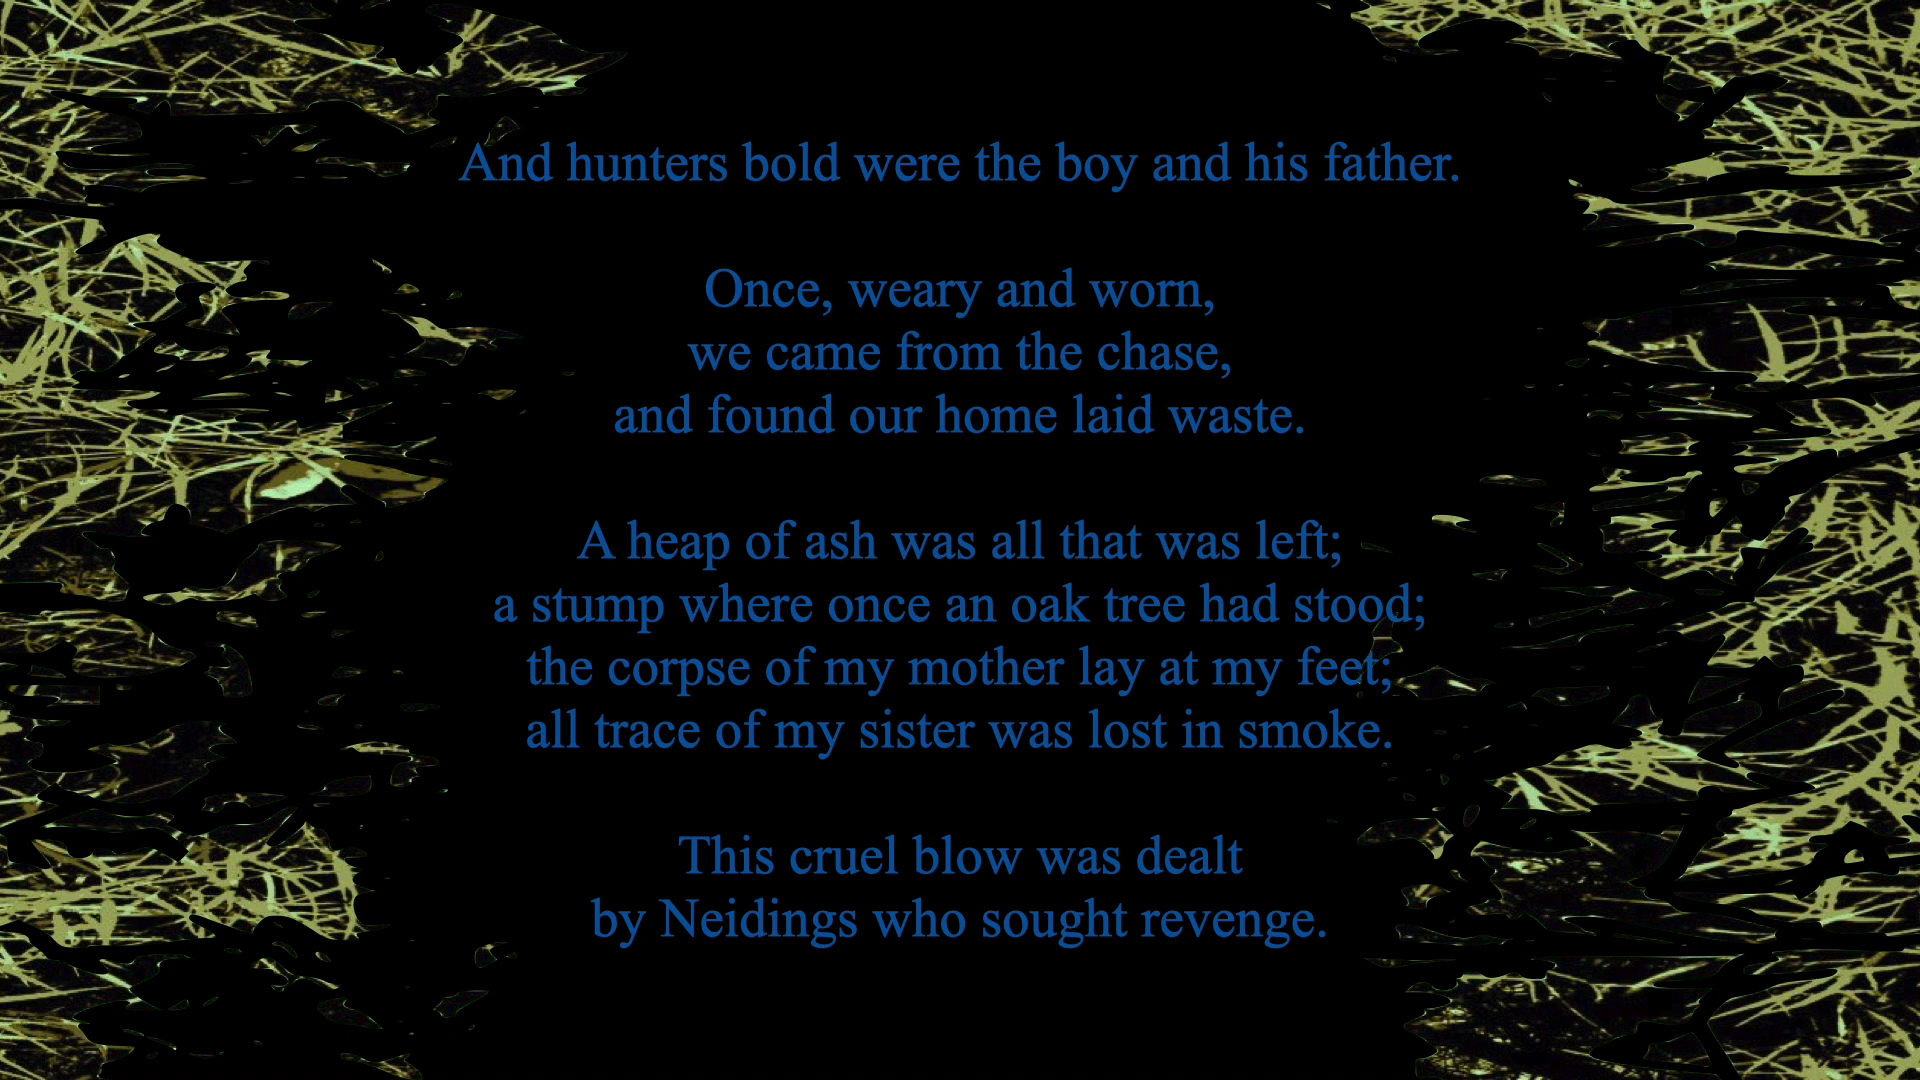 And hunters bold were the boy and his father.
Once, weary and worn,
we came from the chase,
and found our home laid waste.
A heap of ash was all that was left;
a stump where once an oak tree had stood;
the corpse of my mother lay at my feet;
all trace of my sister was lost in smoke.
This cruel blow was dealt
by Neidings who sought revenge.